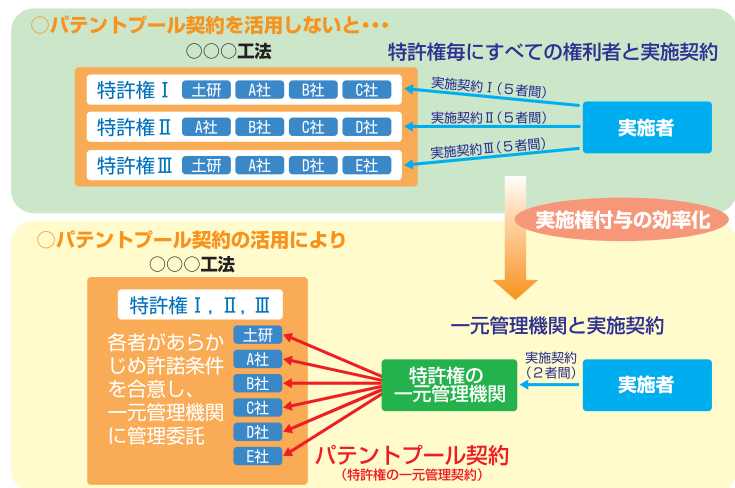 ○パテントプール契約を活用しないと・・・
○○○工法
特許権毎にすべての権利者と実施契約
特許権Ⅰ 土研 A社 B社 C社
特許権Ⅱ A社 B社 C社 D社
特許権Ⅲ 土研 A社 D社 E社
実施契約Ⅰ(5者間)
実施契約Ⅱ(5者間)
実施契約Ⅲ(5者間)
実施者
実施権付与の効率化
○パテントプール契約の活用により
○○○工法
特許権Ⅰ, Ⅱ, Ⅲ
各者があらか
じめ許諾条件
を合意し、
一元管理機関
に管理委託
土研
A社
B社
C社
D社
E社
一元管理機関と実施契約
特許権の
一元管理機関
実施契約
(2者間)
実施者
パテントプール契約
(特許権の一元管理契約)